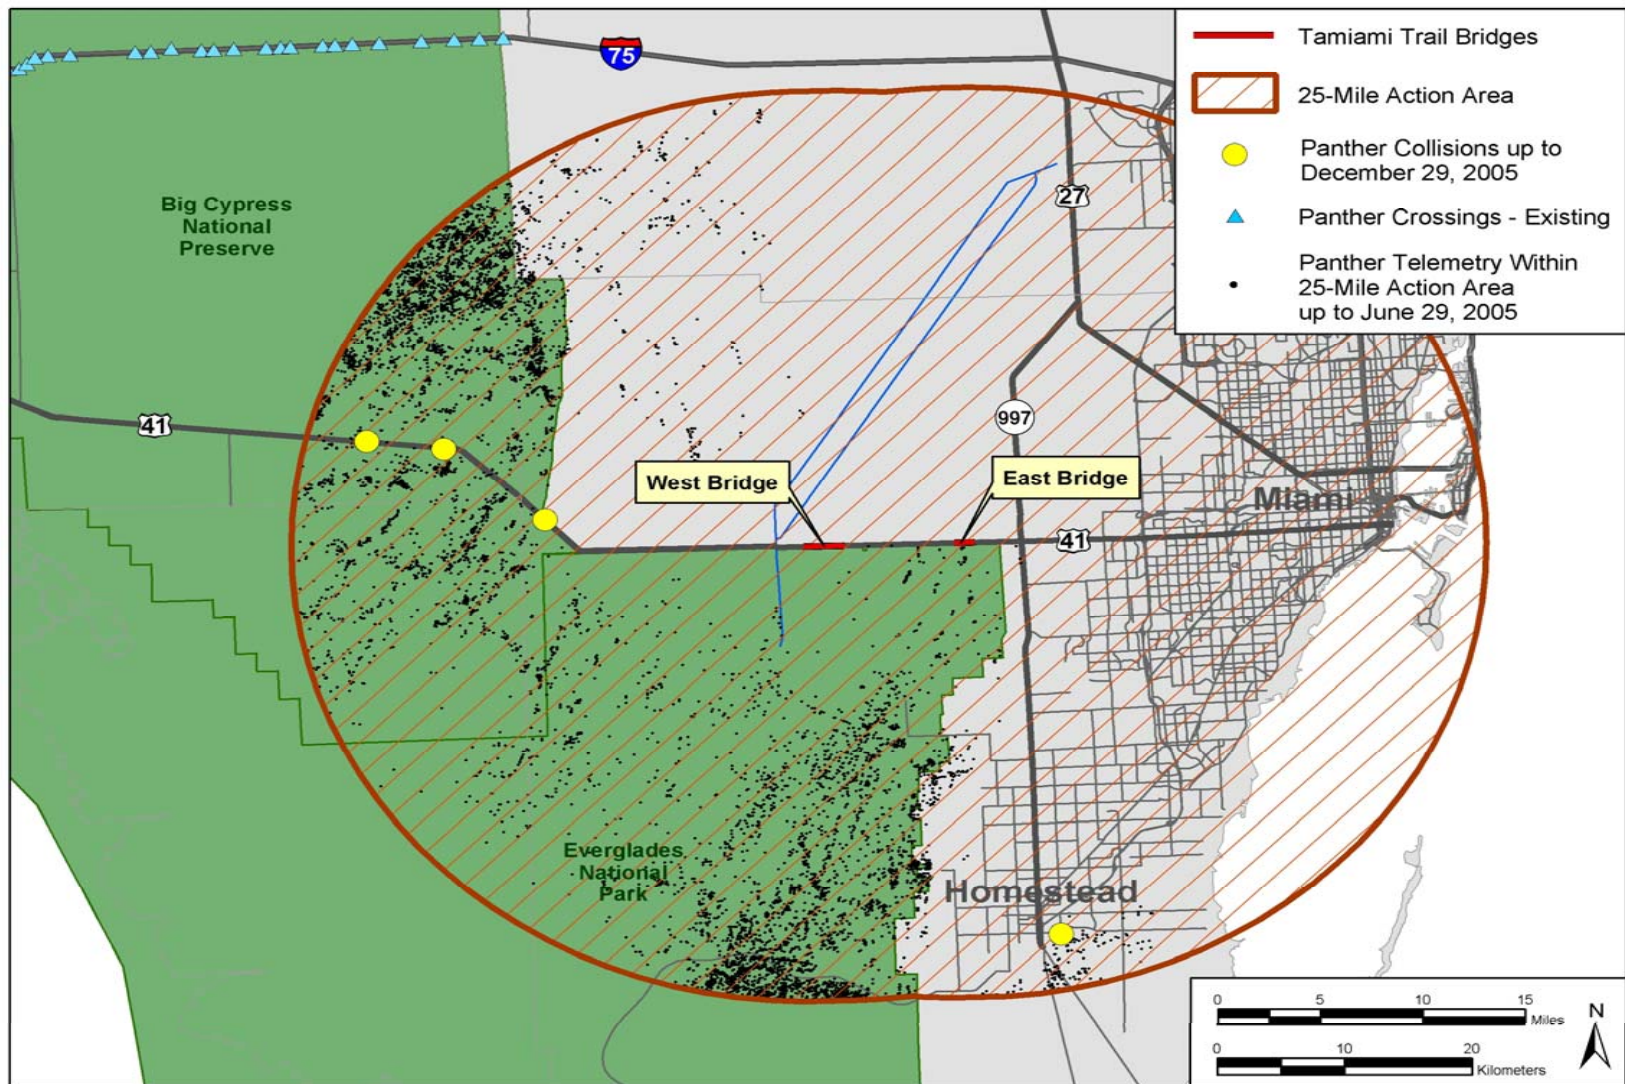 75
Tamiami Trail Bridges
25-Mile Action Area
Panther Collisions up to
December 29, 2005
Panther Crossings - Existing
Panther Telemetry Within
25-Mile Action Area
up to June 29, 2005
27
Big Cypress
National
Preserve
41
997
West Bridge
East Bridge
Miami
41
Everglades
National
Park
Homestead
0 5 10 15
Miles
0 10 20
Kilometers
N